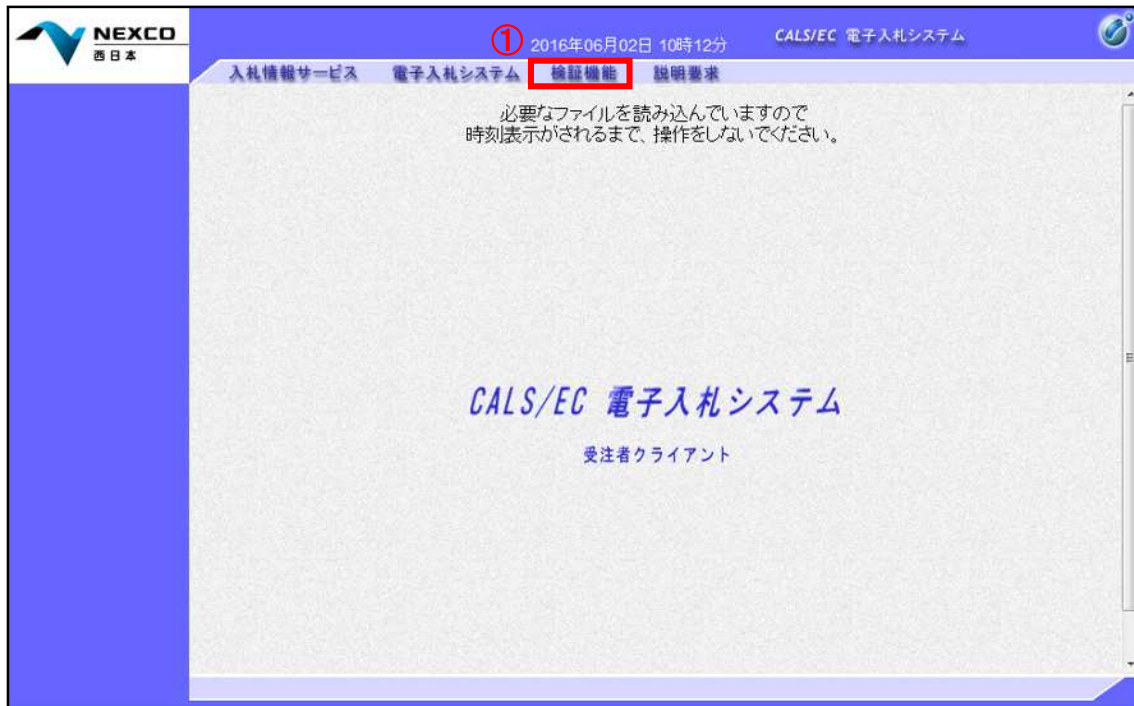 NEXCO
西日本
① 2016年06月02日 10時12分
CALS/EC 電子入札システム
入札情報サービス 電子入札システム 検証機能 説明要求
必要なファイルを読み込んでいますので
時刻表示がされるまで、操作をしないでください。
CALS/EC 電子入札システム
受注者クライアント